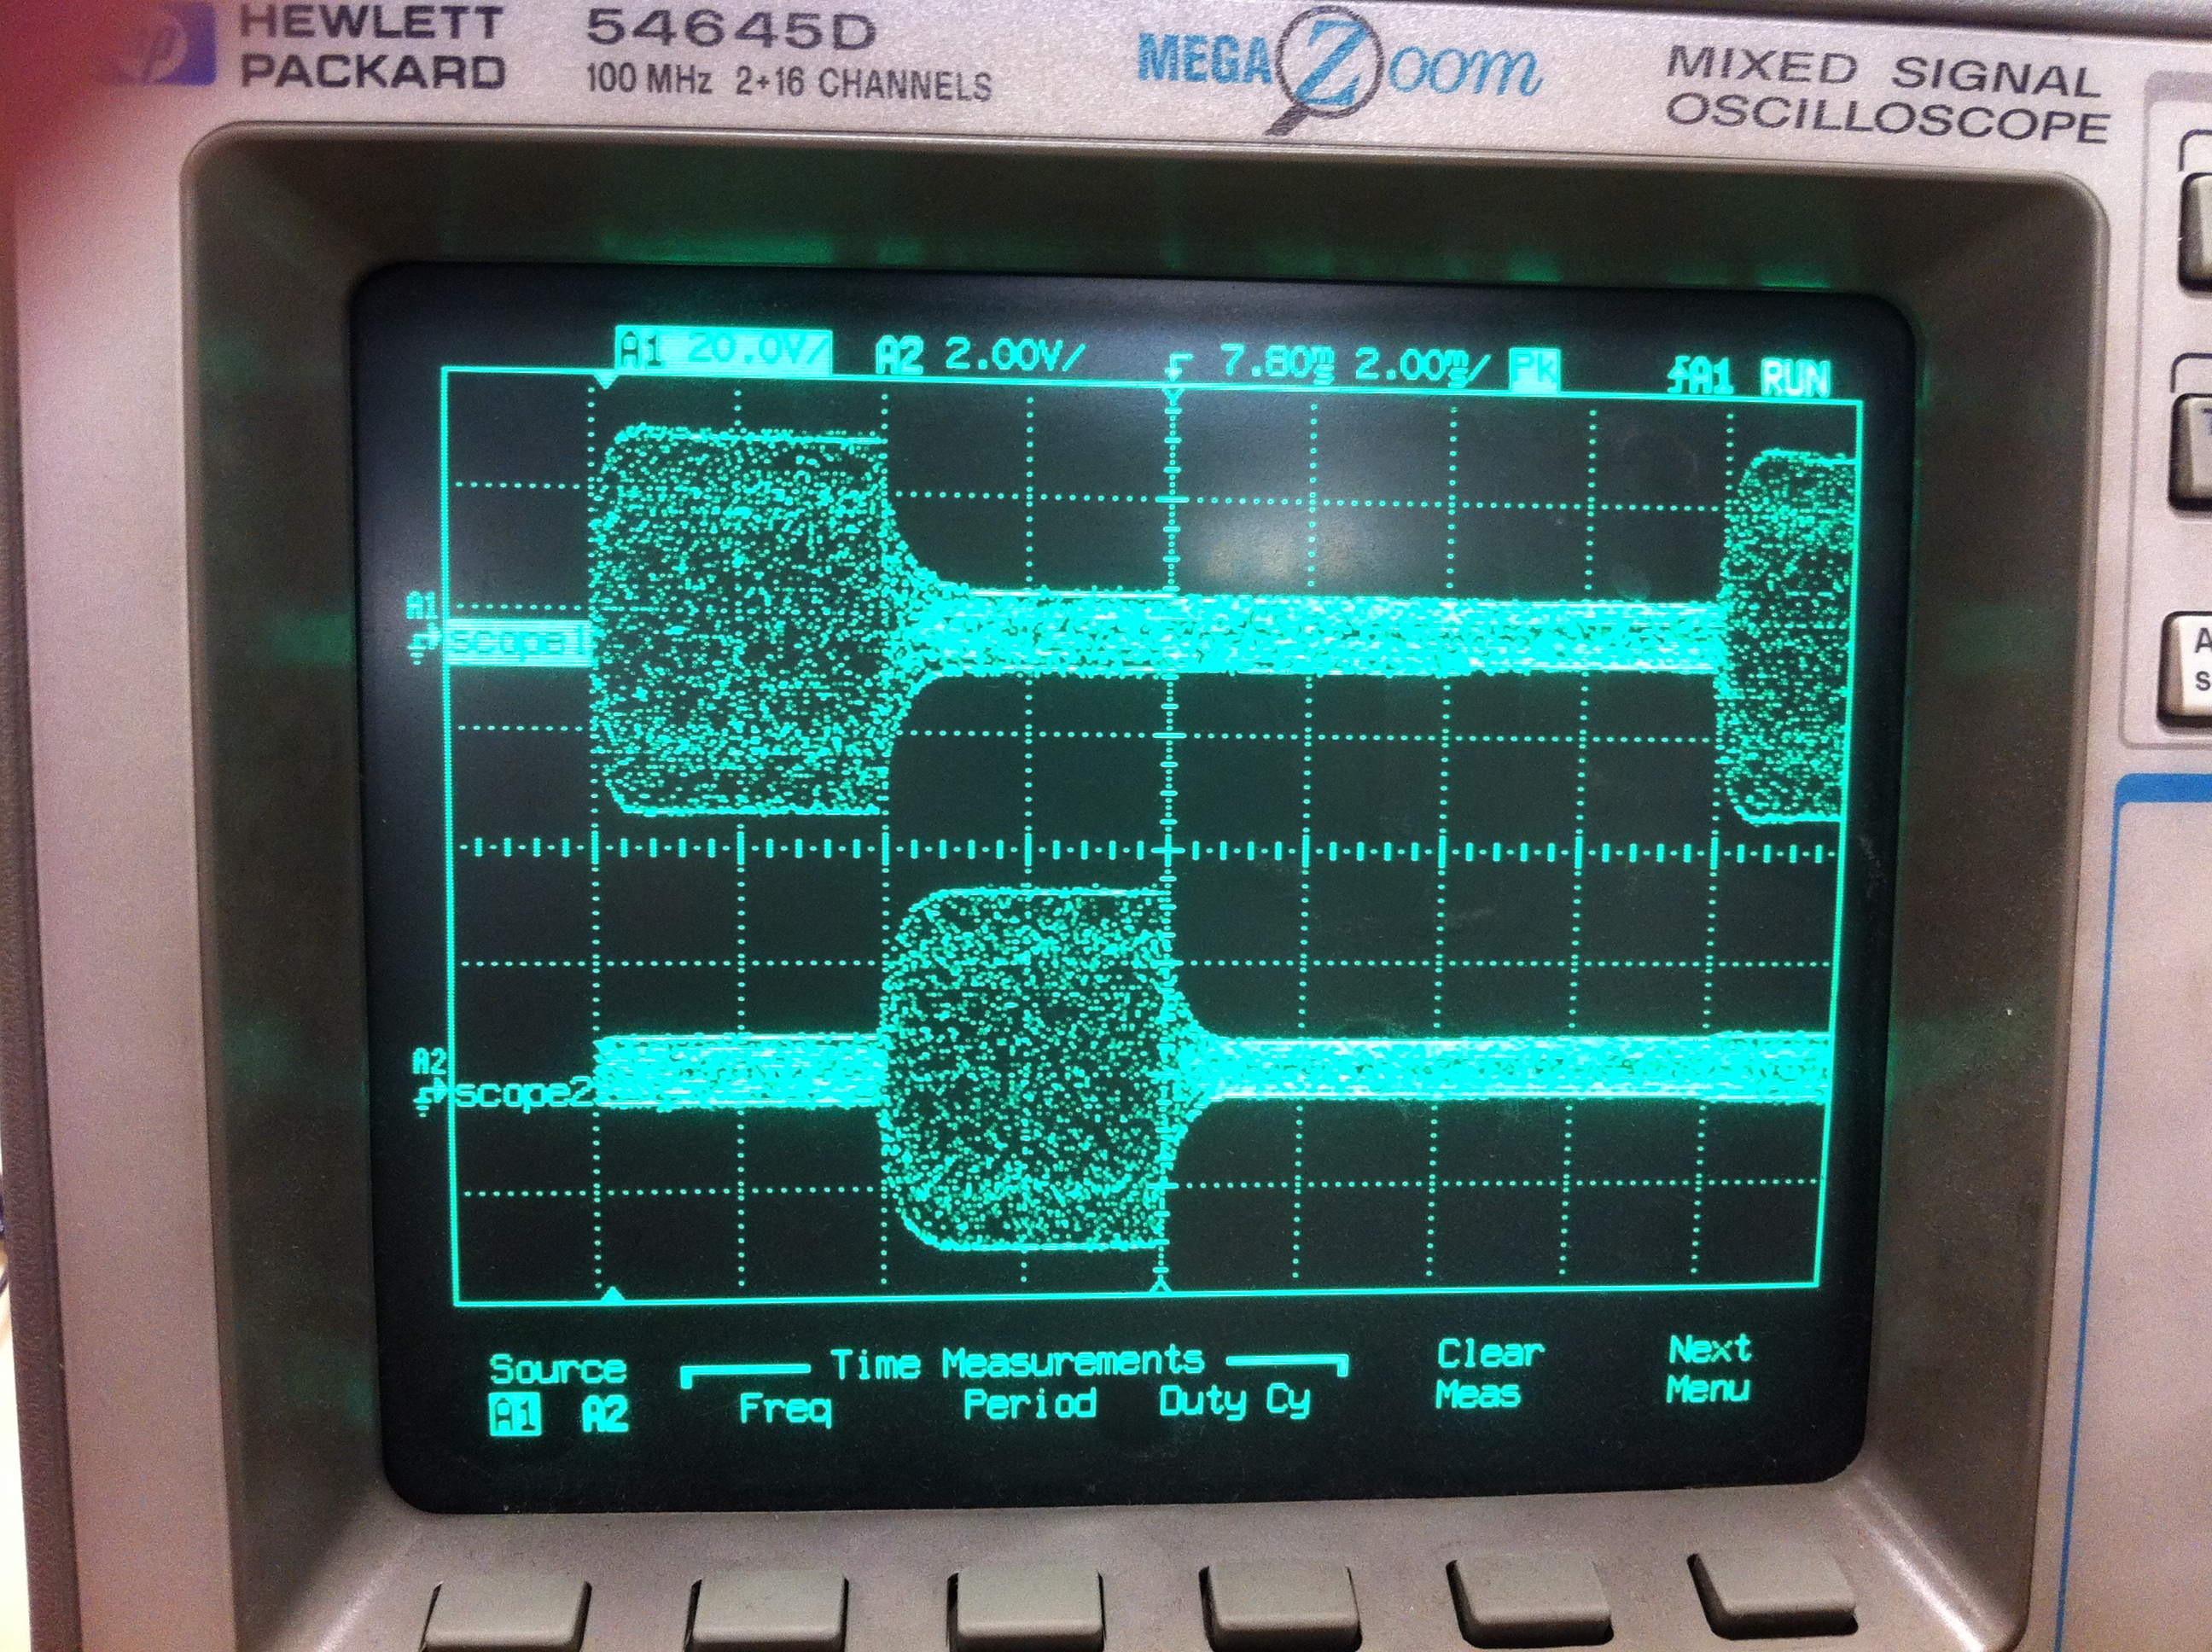 hp HEWLETT PACKARD
54645D
100 MHz 2+16 CHANNELS
MEGA Zoom
MIXED SIGNAL
OSCILLOSCOPE
A1 20.0V/ A2 2.00V/ 7.80ms 2.00ms/ Pk A1 RUN
A1
scope1
A2
scope2
Source
A1 A2
Time Measurements
Freq Period Duty Cy
Clear
Meas
Next
Menu